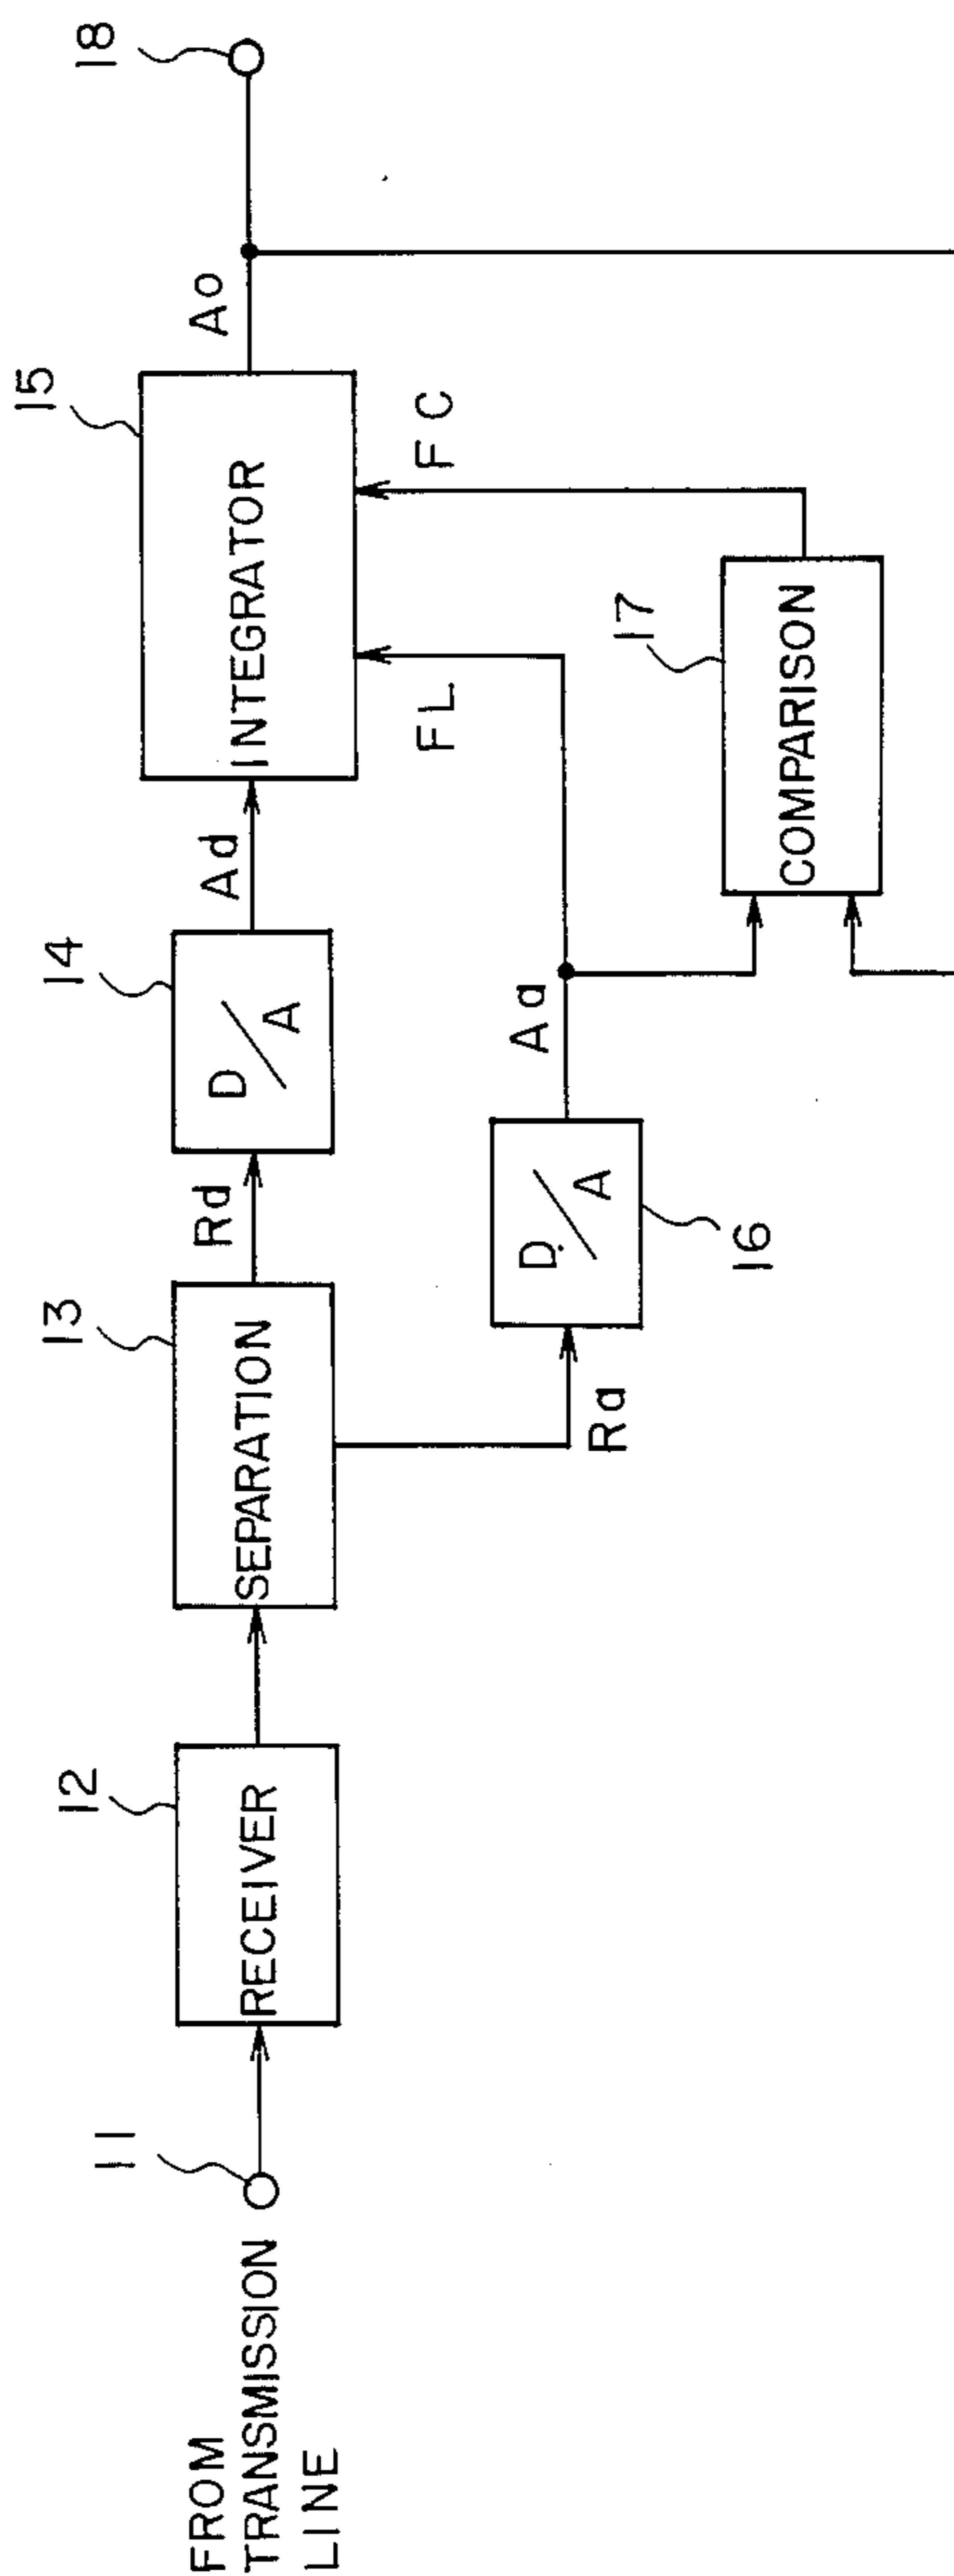 FROM
TRANSMISSION
LINE
11
12
RECEIVER
13
SEPARATION
Rd
14
D/A
Ad
15
INTEGRATOR
Ao
18
Ra
D/A
16
Aa
FL
FC
17
COMPARISON